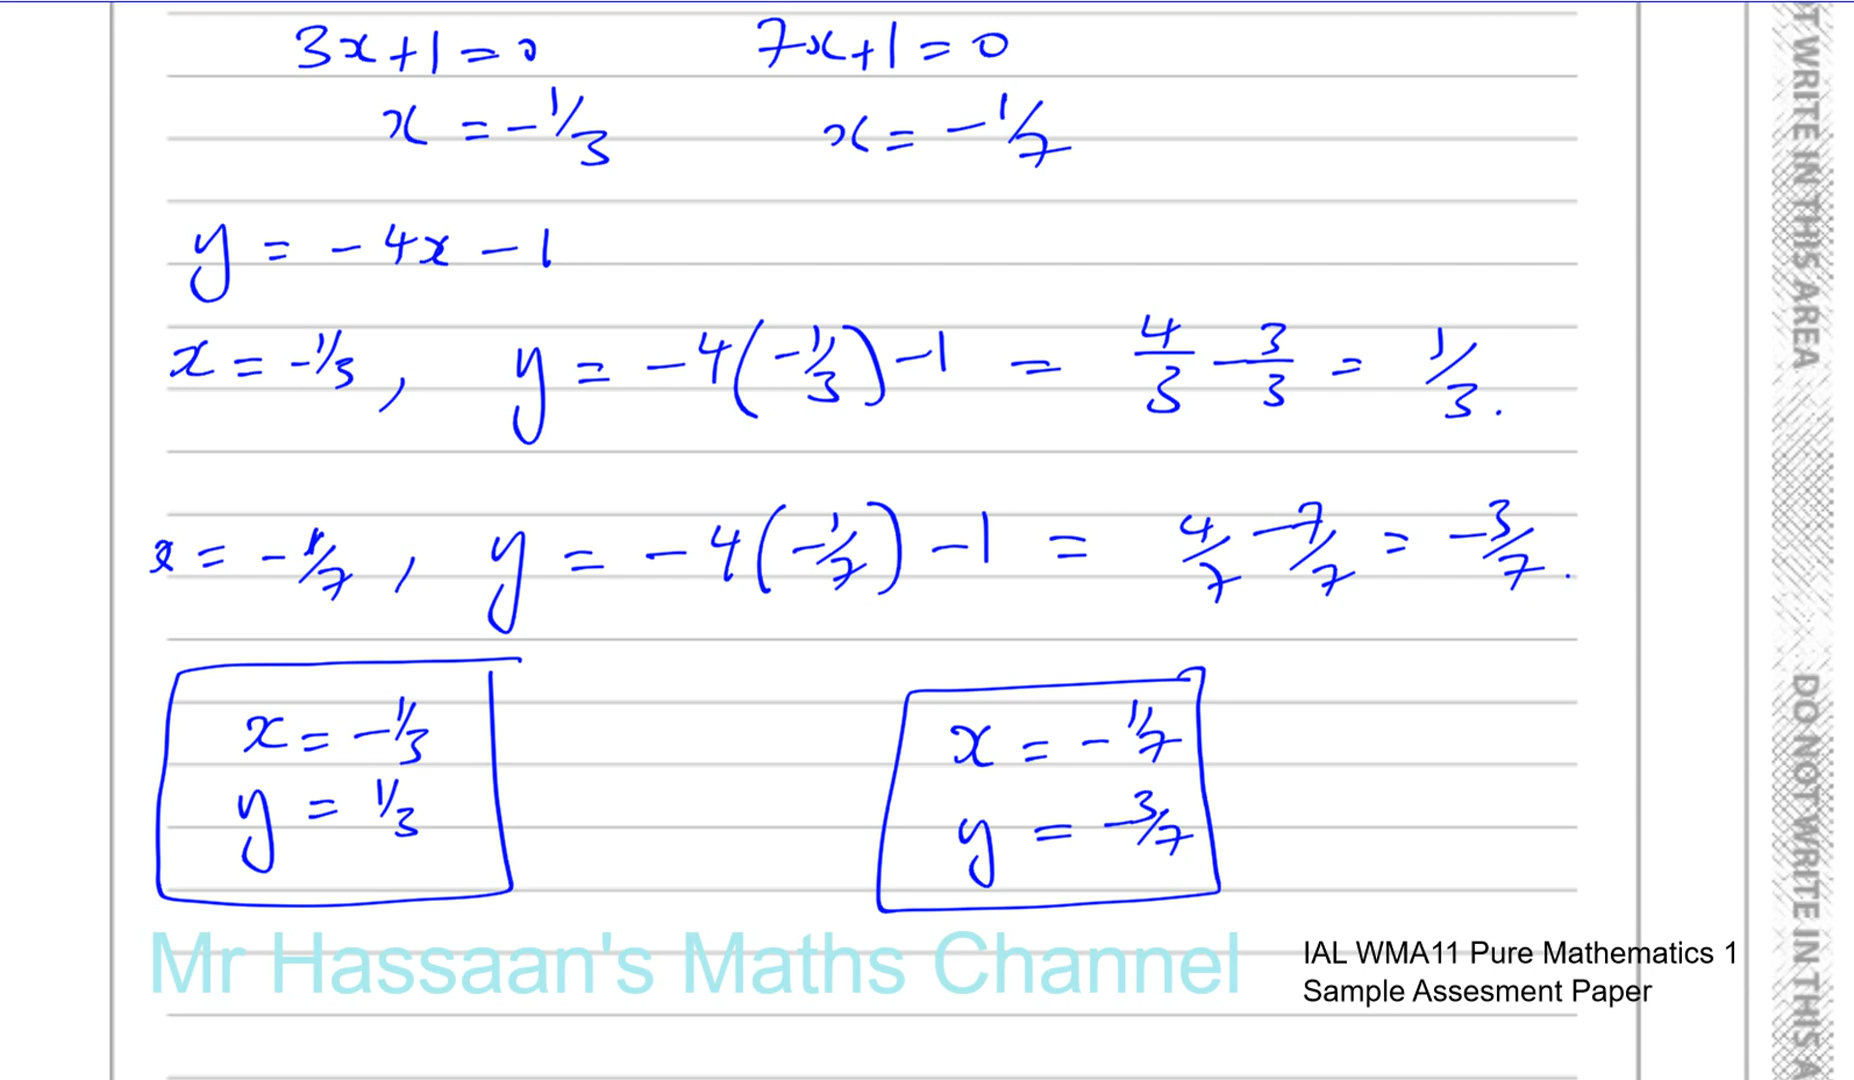 3x+1=0 7x+1=0
x = -1/3 x = -1/7
y = -4x - 1
x = -1/3, y = -4(-1/3) -1 = 4/3 - 3/3 = 1/3.
x = -1/7, y = -4(-1/7) -1 = 4/7 - 7/7 = -3/7.
x = -1/3 x = -1/7
y = 1/3 y = -3/7
Mr Hassaan's Maths Channel
IAL WMA11 Pure Mathematics 1
Sample Assesment Paper
T WRITE IN THIS AREA
DO NOT WRITE IN THIS A